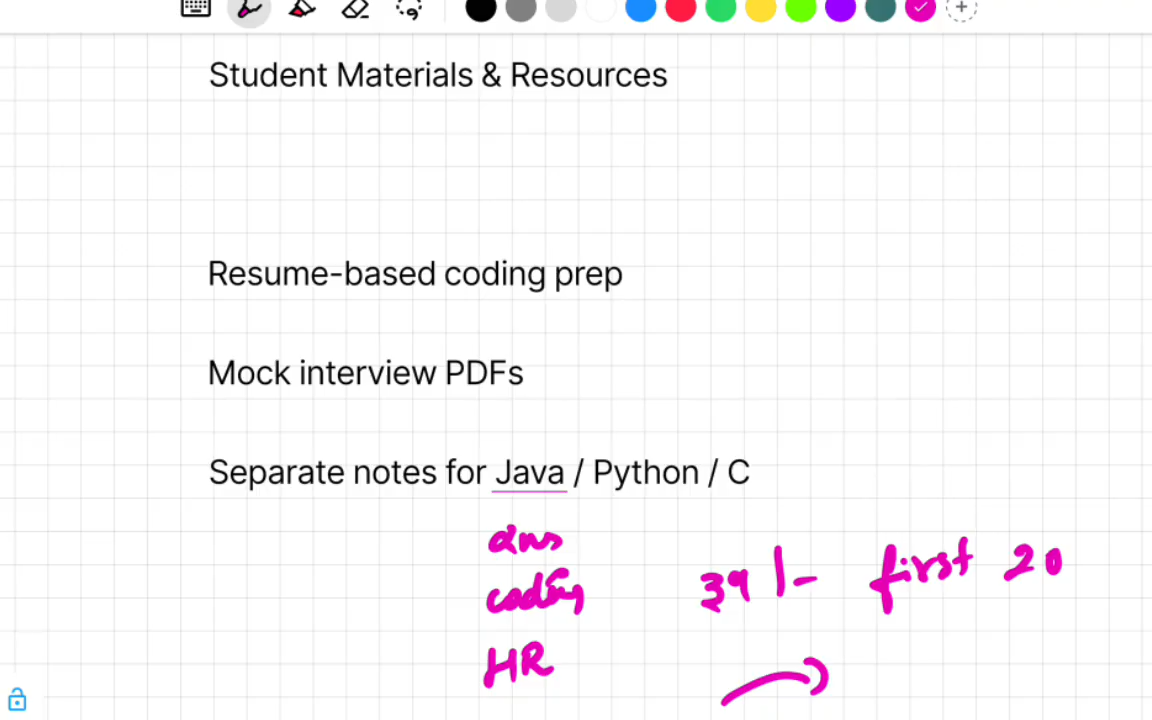 Student Materials & Resources
Resume-based coding prep
Mock interview PDFs
Separate notes for Java / Python / C
coding
39/- first 20
HR